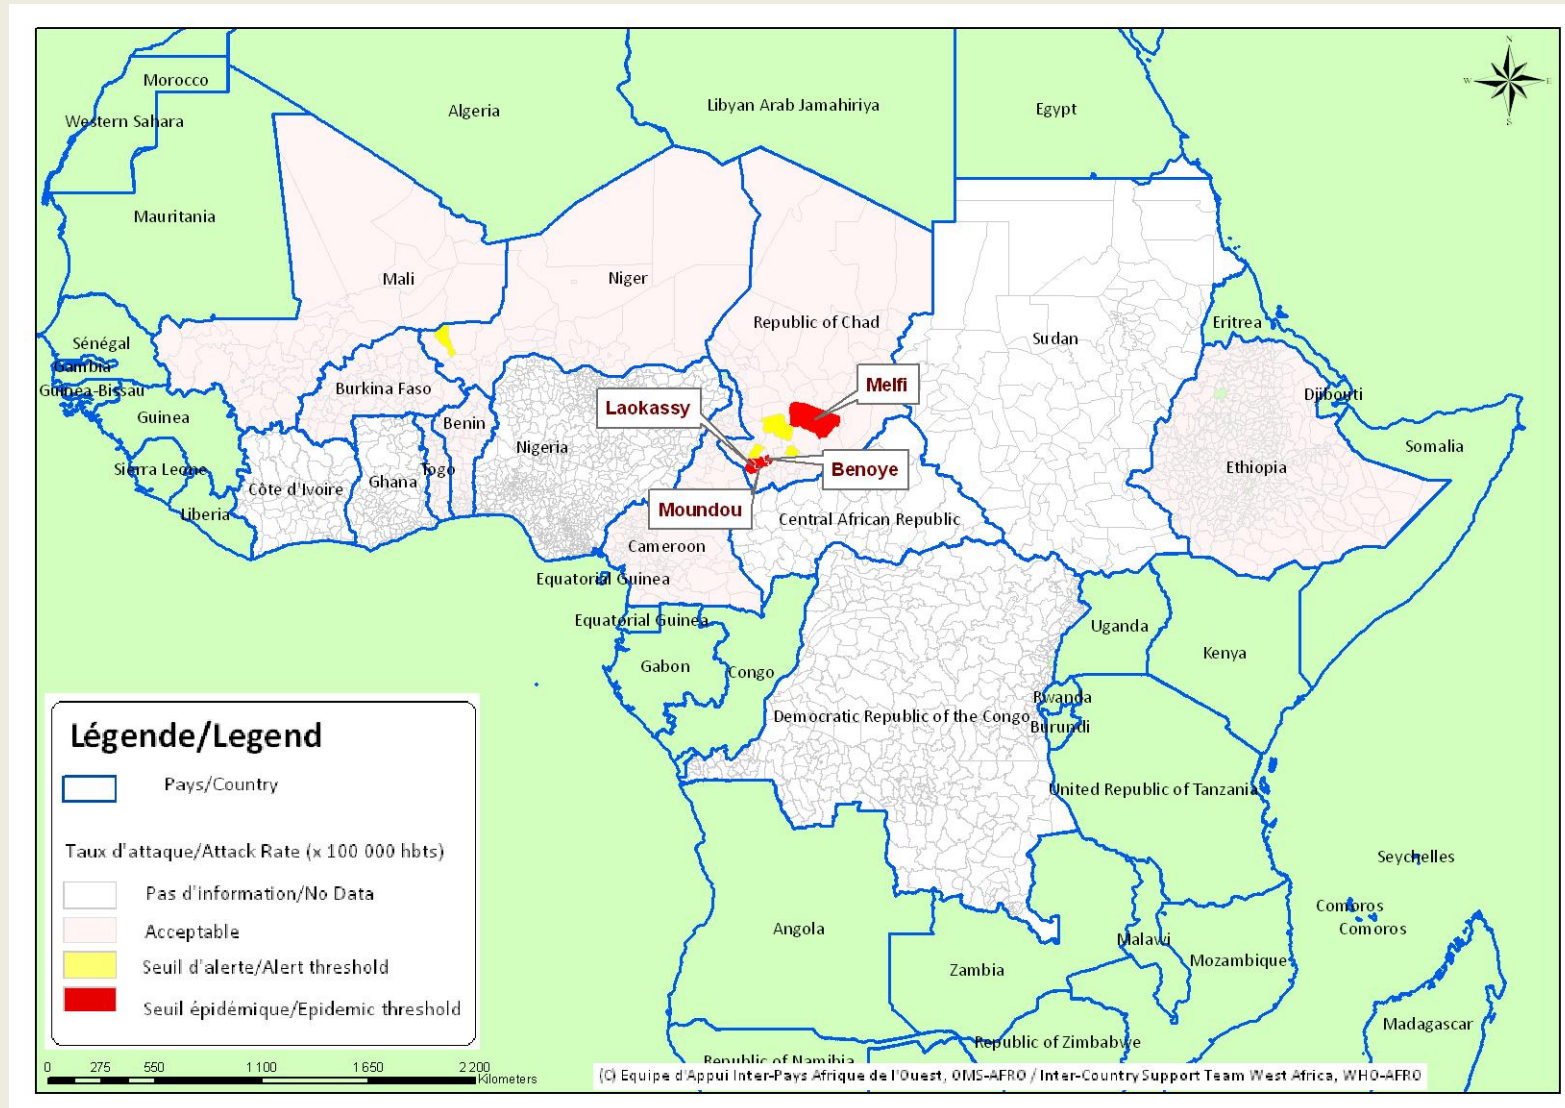 N
W
E
S
Morocco
Algeria
Libyan Arab Jamahiriya
Egypt
Western Sahara
Mauritania
Mali
Niger
Republic of Chad
Sudan
Eritrea
Sénégal
Gambia
Guinea-Bissau
Guinea
Burkina Faso
Benin
Nigeria
Laokassy
Melfi
Djibouti
Somalia
Sierra Leone
Liberia
Côte d'Ivoire
Ghana
Togo
Benoye
Ethiopia
Moundou
Central African Republic
Cameroon
Equatorial Guinea
Equatorial Guinea
Gabon
Congo
Uganda
Kenya
Rwanda
Burundi
Democratic Republic of the Congo
United Republic of Tanzania
Seychelles
Comoros
Comoros
Angola
Zambia
Malawi
Mozambique
Madagascar
Republic of Zimbabwe
Republic of Namibia
Légende/Legend
Pays/Country
Taux d'attaque/Attack Rate (x 100 000 hbts)
Pas d'information/No Data
Acceptable
Seuil d'alerte/Alert threshold
Seuil épidémique/Epidemic threshold
0 275 550 1 100 1 650 2 200
Kilometers
(C) Equipe d'Appui Inter-Pays Afrique de l'Ouest, OMS-AFRO / Inter-Country Support Team West Africa, WHO-AFRO